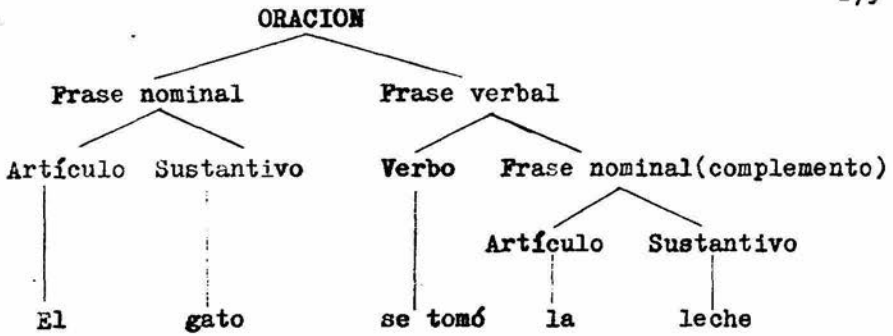 ORACION
Frase nominal Frase verbal
Artículo Sustantivo Verbo Frase nominal(complemento)
Artículo Sustantivo
El gato se tomó la leche